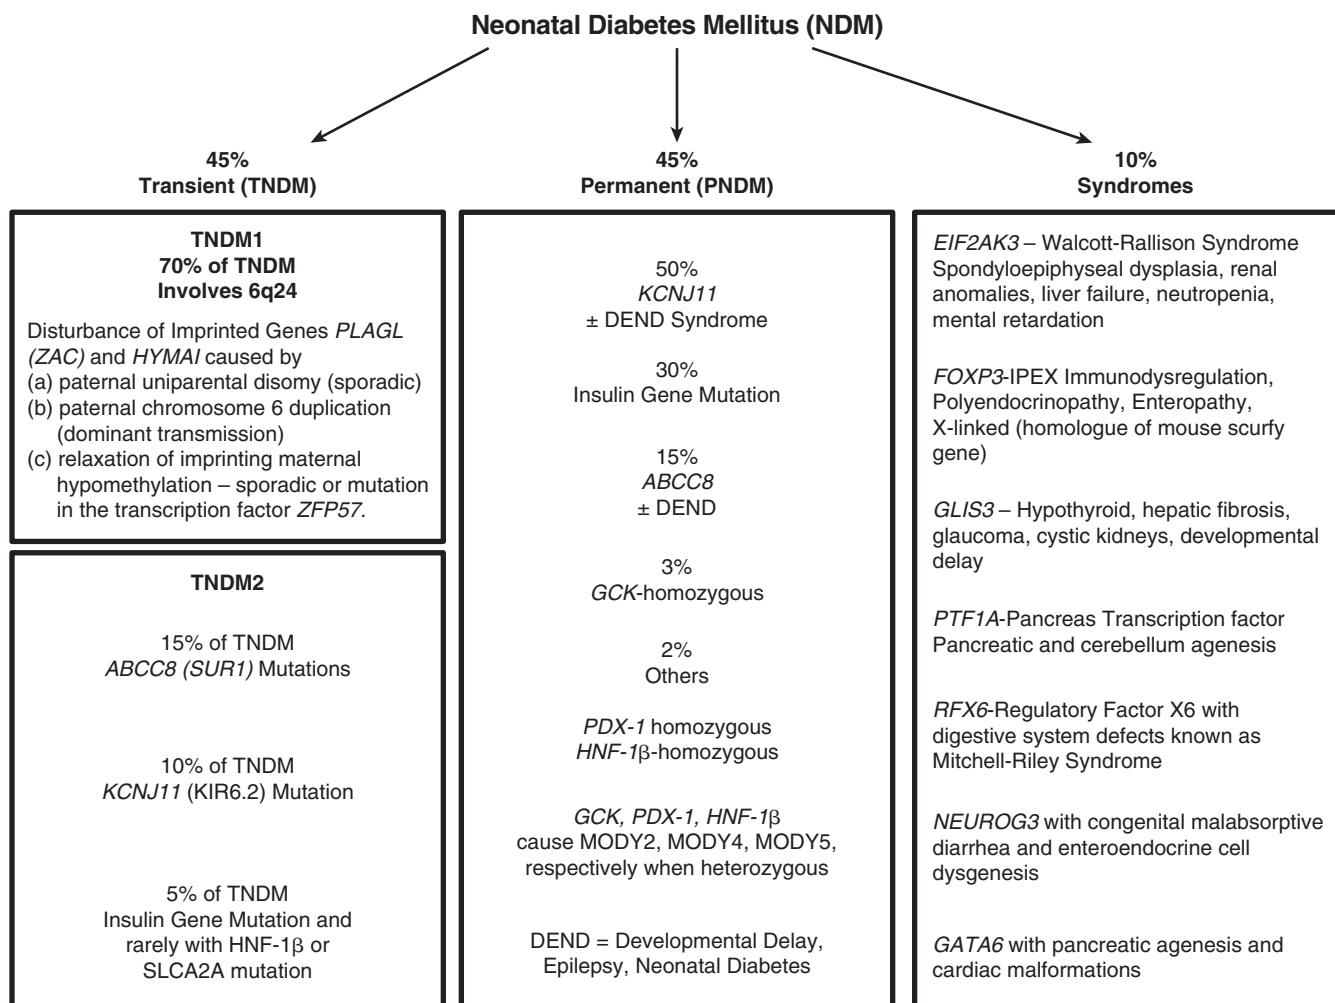 Neonatal Diabetes Mellitus (NDM)
45%
Transient (TNDM)
TNDM1
70% of TNDM
Involves 6q24
Disturbance of Imprinted Genes PLAGL
(ZAC) and HYMAI caused by
(a) paternal uniparental disomy (sporadic)
(b) paternal chromosome 6 duplication
(dominant transmission)
(c) relaxation of imprinting maternal
hypomethylation – sporadic or mutation
in the transcription factor ZFP57.
TNDM2
15% of TNDM
ABCC8 (SUR1) Mutations
10% of TNDM
KCNJ11 (KIR6.2) Mutation
5% of TNDM
Insulin Gene Mutation and
rarely with HNF-1β or
SLCA2A mutation
45%
Permanent (PNDM)
50%
KCNJ11
± DEND Syndrome
30%
Insulin Gene Mutation
15%
ABCC8
± DEND
3%
GCK-homozygous
2%
Others
PDX-1 homozygous
HNF-1β-homozygous
GCK, PDX-1, HNF-1β
cause MODY2, MODY4, MODY5,
respectively when heterozygous
DEND = Developmental Delay,
Epilepsy, Neonatal Diabetes
10%
Syndromes
EIF2AK3 – Walcott-Rallison Syndrome
Spondyloepiphyseal dysplasia, renal
anomalies, liver failure, neutropenia,
mental retardation
FOXP3-IPEX Immunodysregulation,
Polyendocrinopathy, Enteropathy,
X-linked (homologue of mouse scurfy
gene)
GLIS3 – Hypothyroid, hepatic fibrosis,
glaucoma, cystic kidneys, developmental
delay
PTF1A-Pancreas Transcription factor
Pancreatic and cerebellum agenesis
RFX6-Regulatory Factor X6 with
digestive system defects known as
Mitchell-Riley Syndrome
NEUROG3 with congenital malabsorptive
diarrhea and enteroendocrine cell
dysgenesis
GATA6 with pancreatic agenesis and
cardiac malformations